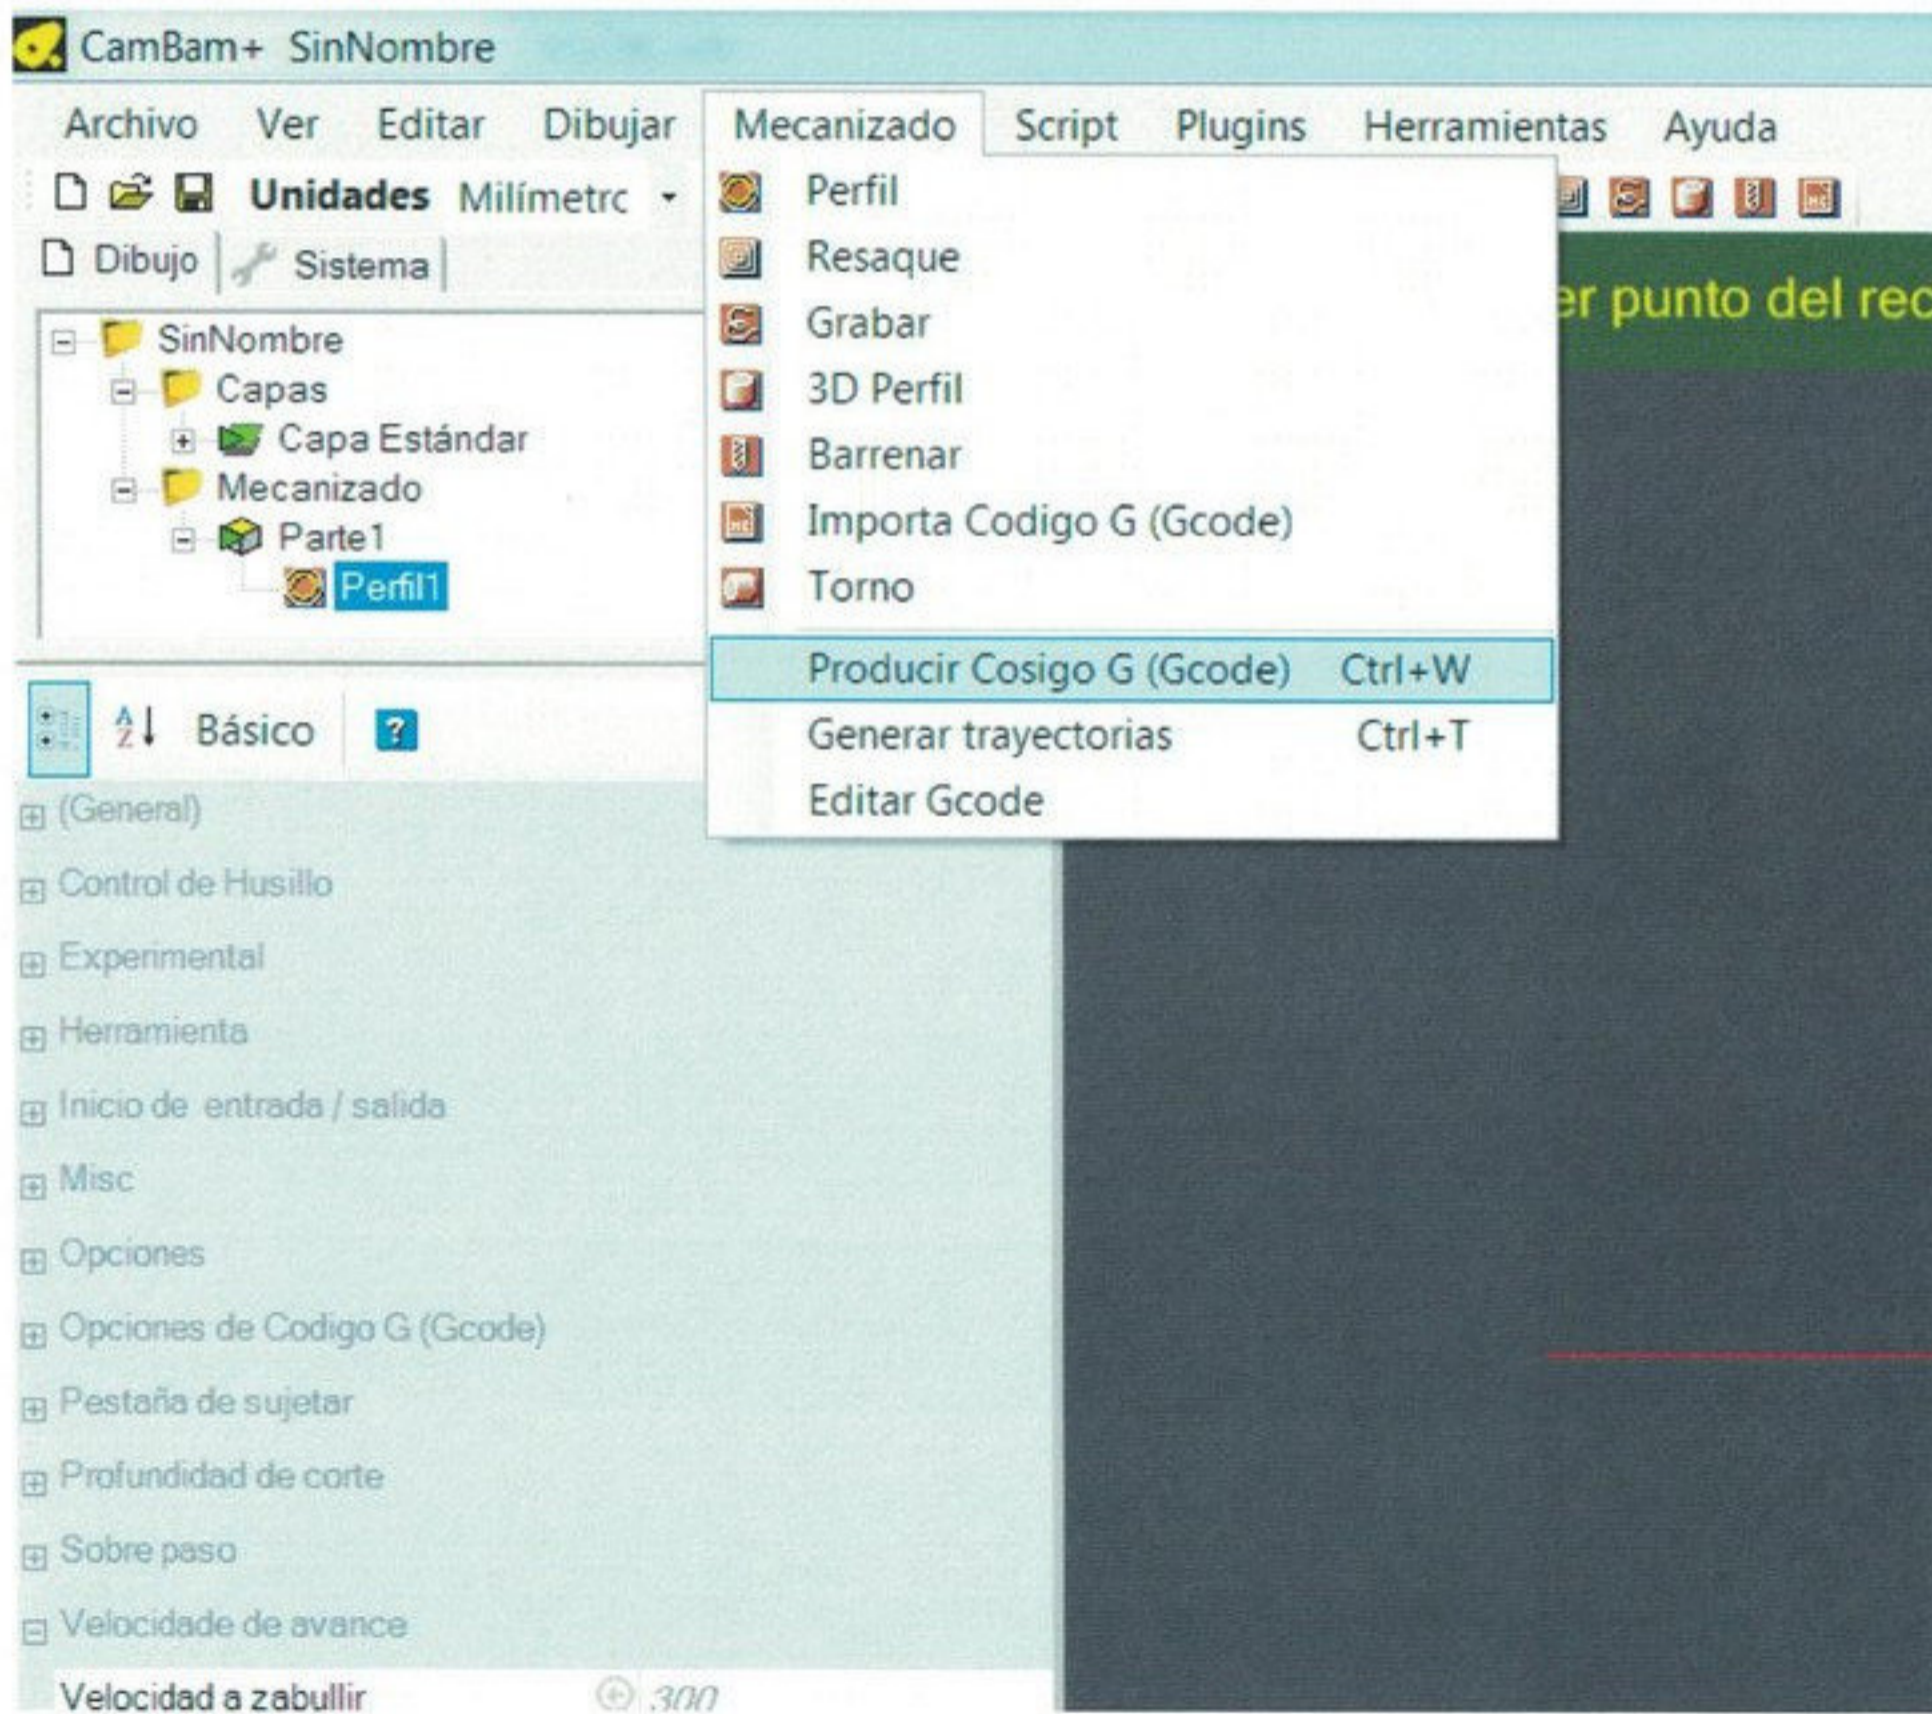 CamBam+ SinNombre
Archivo Ver Editar Dibujar Mecanizado Script Plugins Herramientas Ayuda
Unidades Milímetrc
Dibujo Sistema
SinNombre
Capas
Capa Estándar
Mecanizado
Parte1
Perfil1
Perfil
Resaque
Grabar
3D Perfil
Barrenar
Importa Codigo G (Gcode)
Torno
Producir Cosigo G (Gcode) Ctrl+W
Generar trayectorias Ctrl+T
Editar Gcode
er punto del rec
Básico
(General)
Control de Husillo
Experimental
Herramienta
Inicio de entrada / salida
Misc
Opciones
Opciones de Codigo G (Gcode)
Pestaña de sujetar
Profundidad de corte
Sobre paso
Velocidade de avance
Velocidad a zabullir 300